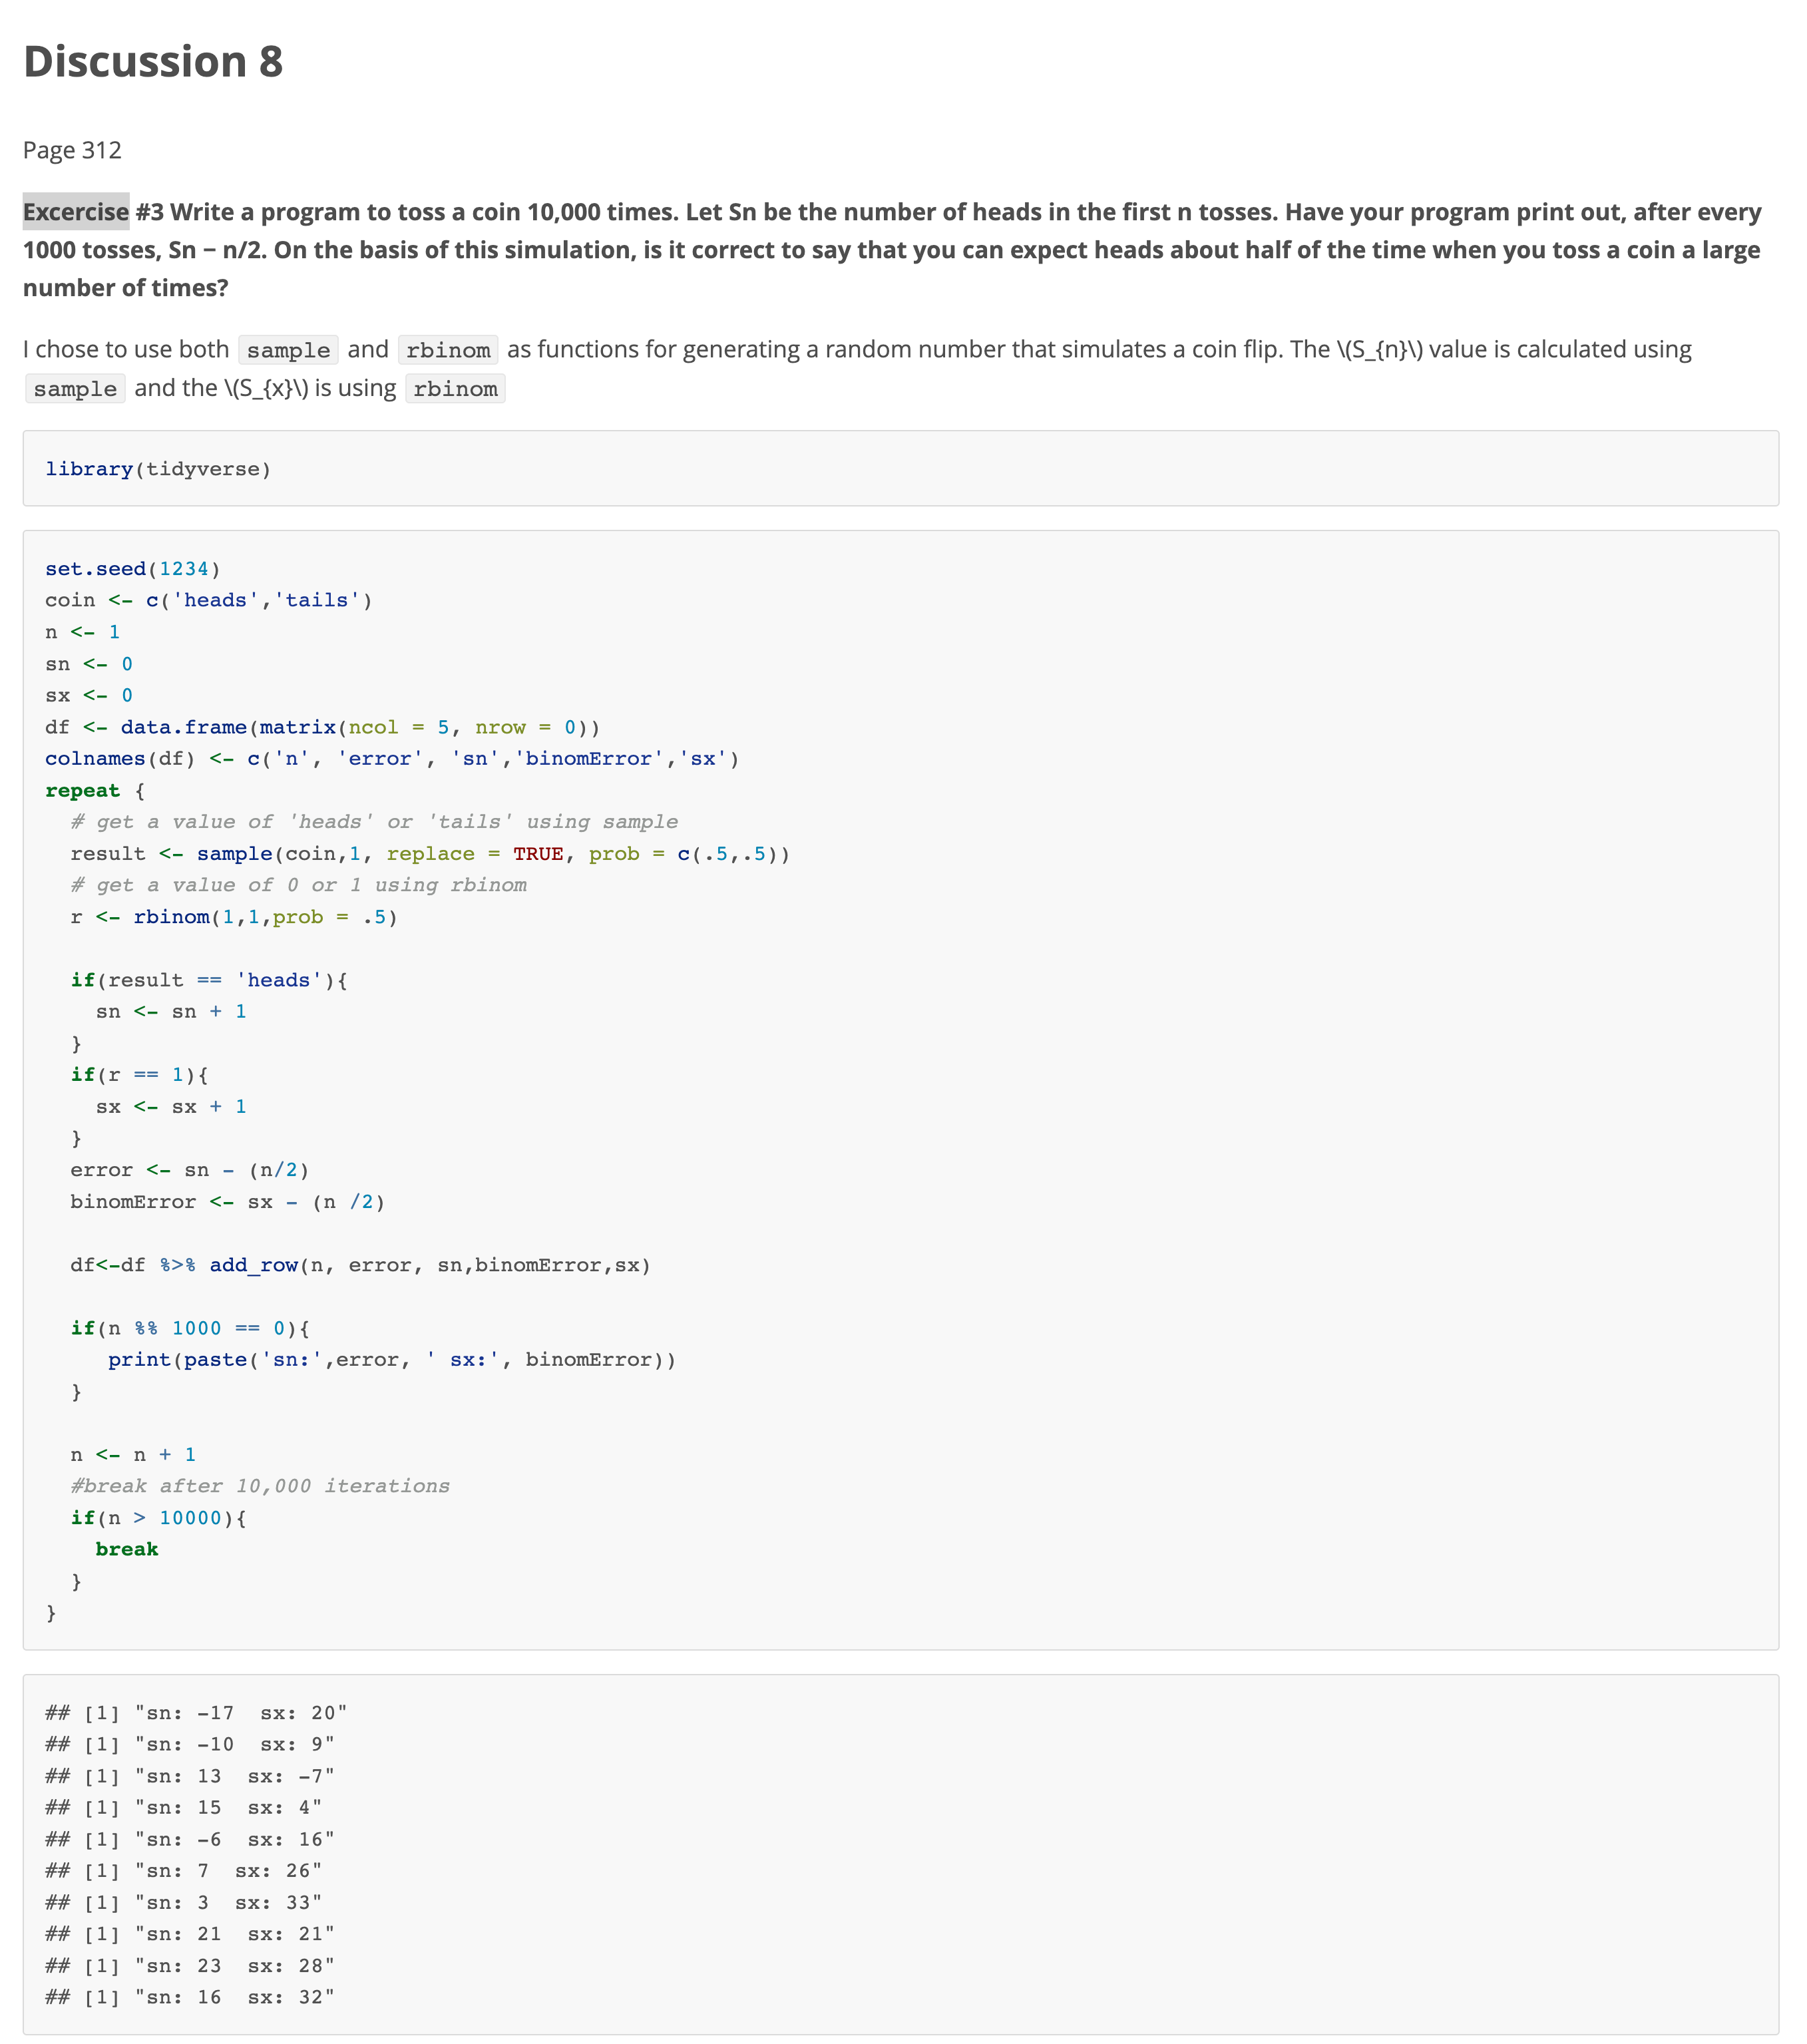 Discussion 8
Page 312
Excercise #3 Write a program to toss a coin 10,000 times. Let Sn be the number of heads in the first n tosses. Have your program print out, after every
1000 tosses, Sn − n/2. On the basis of this simulation, is it correct to say that you can expect heads about half of the time when you toss a coin a large
number of times?
I chose to use both sample and rbinom as functions for generating a random number that simulates a coin flip. The \(S_{n}\) value is calculated using
sample and the \(S_{x}\) is using rbinom
library(tidyverse)
set.seed(1234)
coin <- c('heads','tails')
n <- 1
sn <- 0
sx <- 0
df <- data.frame(matrix(ncol = 5, nrow = 0))
colnames(df) <- c('n', 'error', 'sn','binomError','sx')
repeat {
  # get a value of 'heads' or 'tails' using sample
  result <- sample(coin,1, replace = TRUE, prob = c(.5,.5))
  # get a value of 0 or 1 using rbinom
  r <- rbinom(1,1,prob = .5)
  if(result == 'heads'){
    sn <- sn + 1
  }
  if(r == 1){
    sx <- sx + 1
  }
  error <- sn - (n/2)
  binomError <- sx - (n /2)
  df<-df %>% add_row(n, error, sn,binomError,sx)
  if(n %% 1000 == 0){
     print(paste('sn:',error, ' sx:', binomError))
  }
  n <- n + 1
  #break after 10,000 iterations
  if(n > 10000){
    break
  }
}
## [1] "sn: -17  sx: 20"
## [1] "sn: -10  sx: 9"
## [1] "sn: 13  sx: -7"
## [1] "sn: 15  sx: 4"
## [1] "sn: -6  sx: 16"
## [1] "sn: 7  sx: 26"
## [1] "sn: 3  sx: 33"
## [1] "sn: 21  sx: 21"
## [1] "sn: 23  sx: 28"
## [1] "sn: 16  sx: 32"